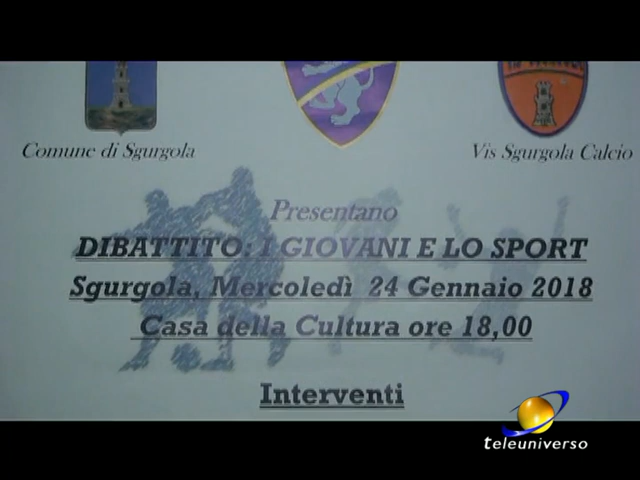 Comune di Sgurgola
Vis Sgurgola Calcio
Presentano
DIBATTITO: I GIOVANI E LO SPORT
Sgurgola, Mercoledì 24 Gennaio 2018
Casa della Cultura ore 18,00
Interventi
teleuniverso